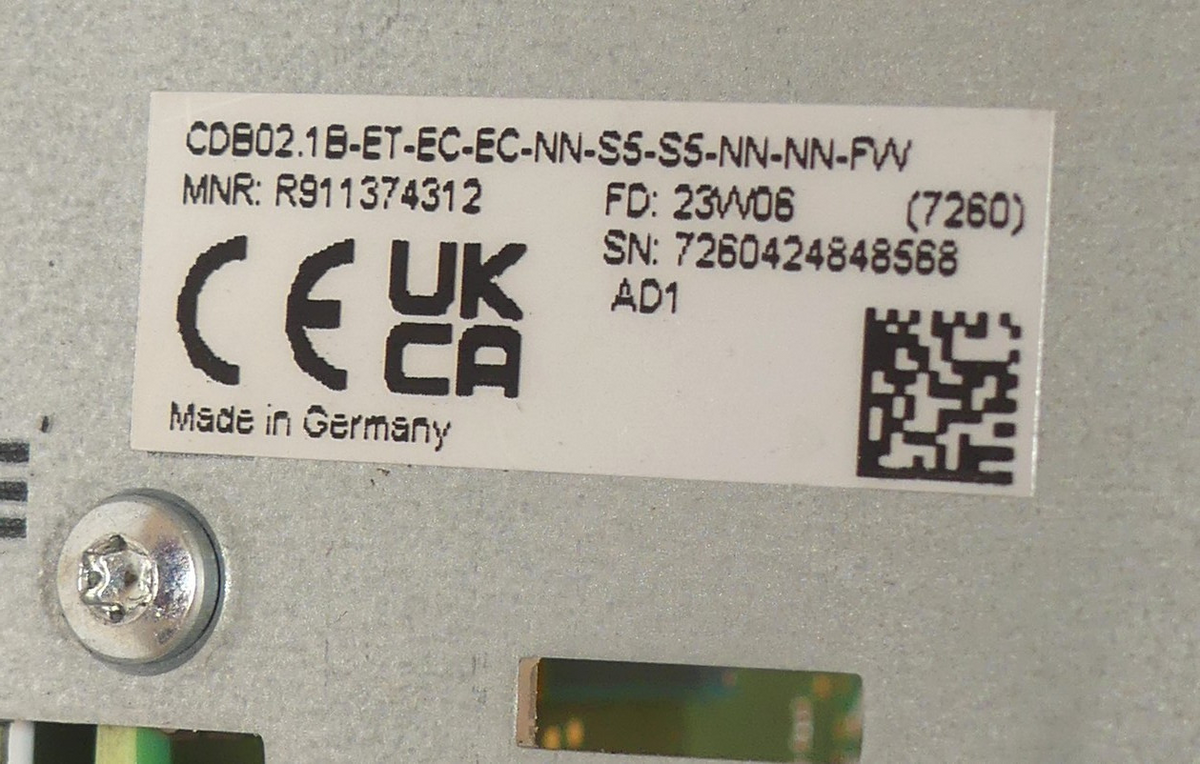 CDB02.1B-ET-EC-EC-NN-S5-S5-NN-NN-FW
MNR: R911374312 FD: 23W06 (7260)
SN: 7260424848568
AD1
CE UK
CA
Made in Germany